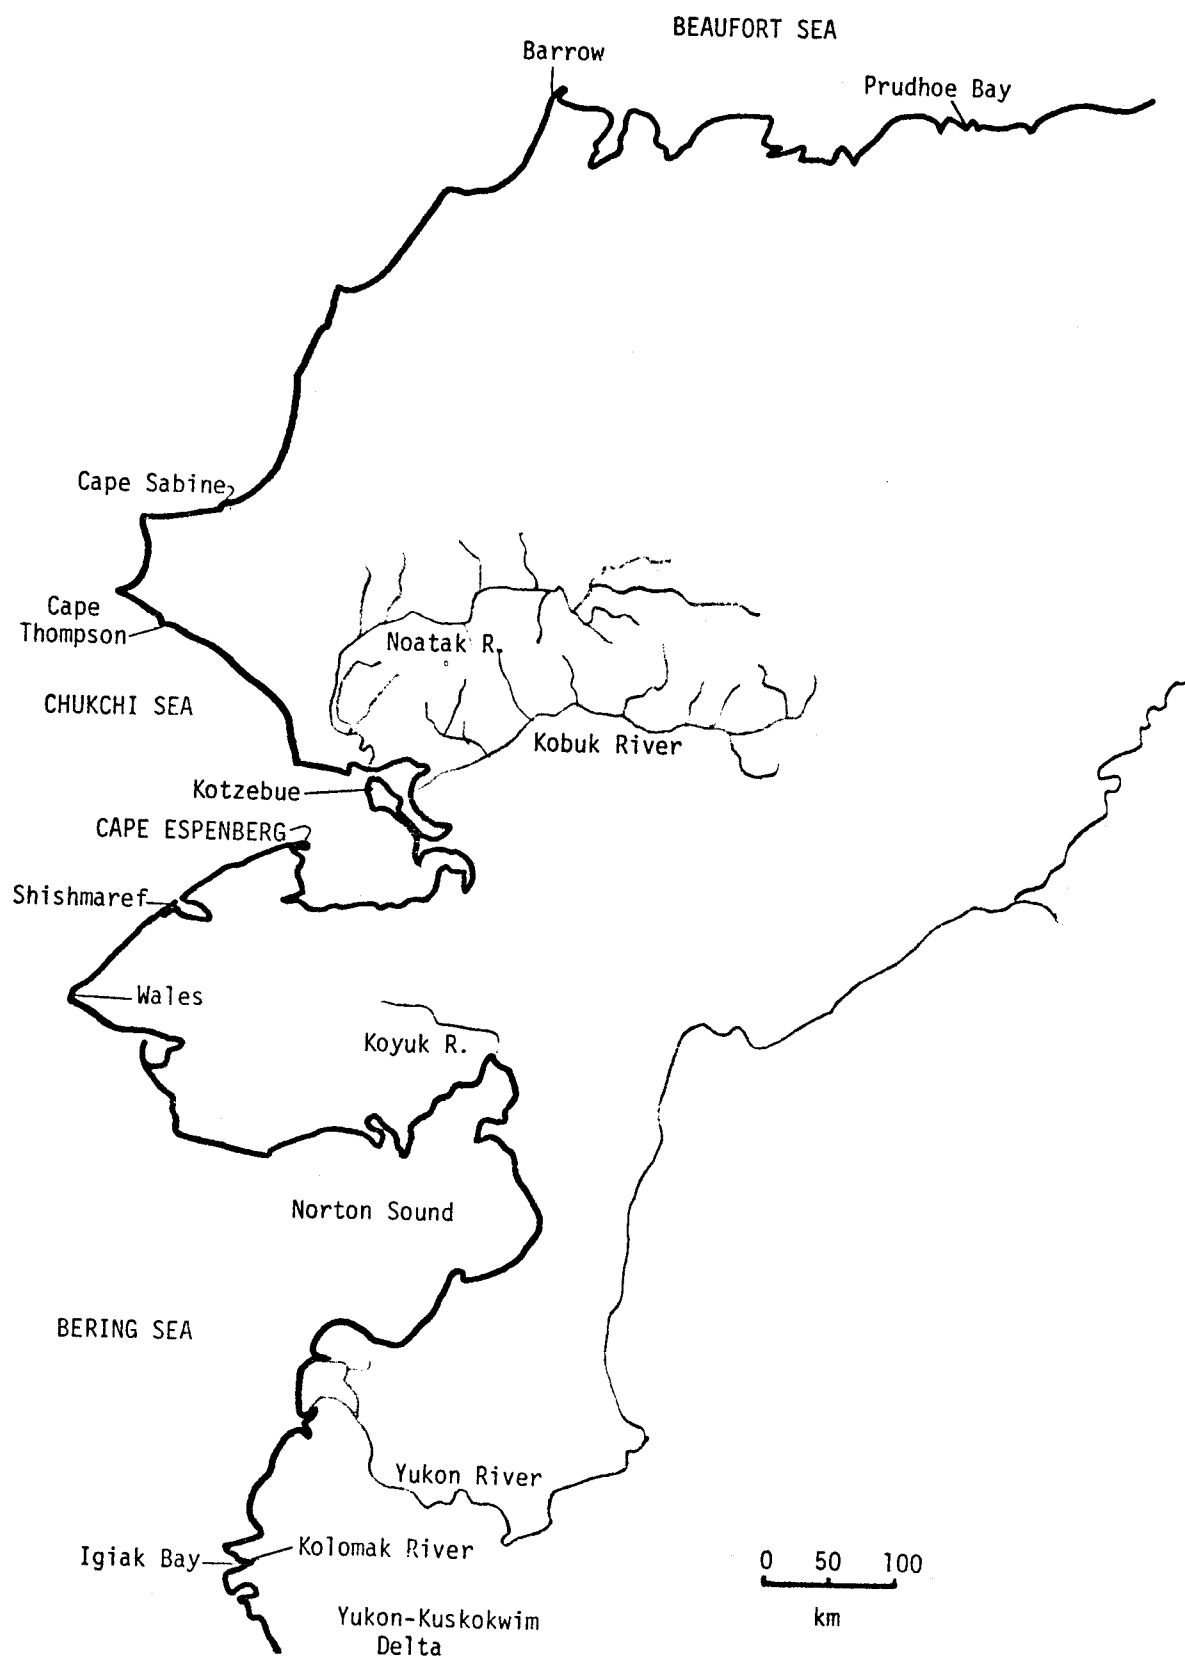 BEAUFORT SEA
Barrow
Prudhoe Bay
Cape Sabine
Cape
Thompson
Noatak R.
CHUKCHI SEA
Kobuk River
Kotzebue
CAPE ESPENBERG
Shishmaref
Wales
Koyuk R.
Norton Sound
BERING SEA
Yukon River
Igiak Bay
Kolomak River
0 50 100
km
Yukon-Kuskokwim
Delta